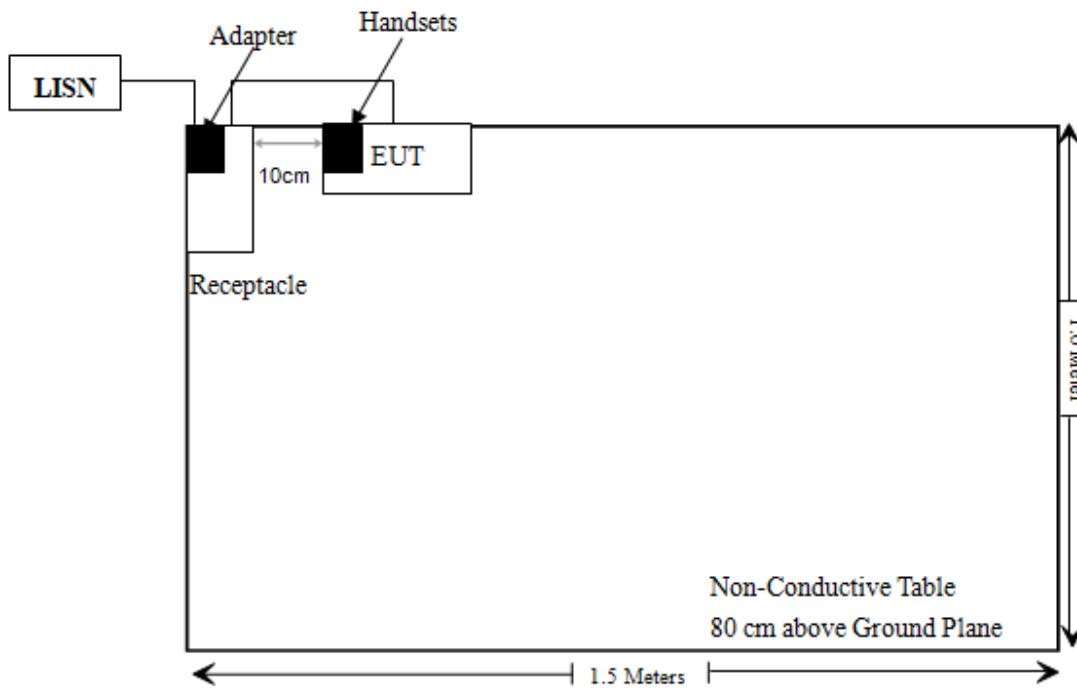 Handsets
Adapter
LISN
EUT
10cm
Receptacle
Non-Conductive Table
80 cm above Ground Plane
1.5 Meters